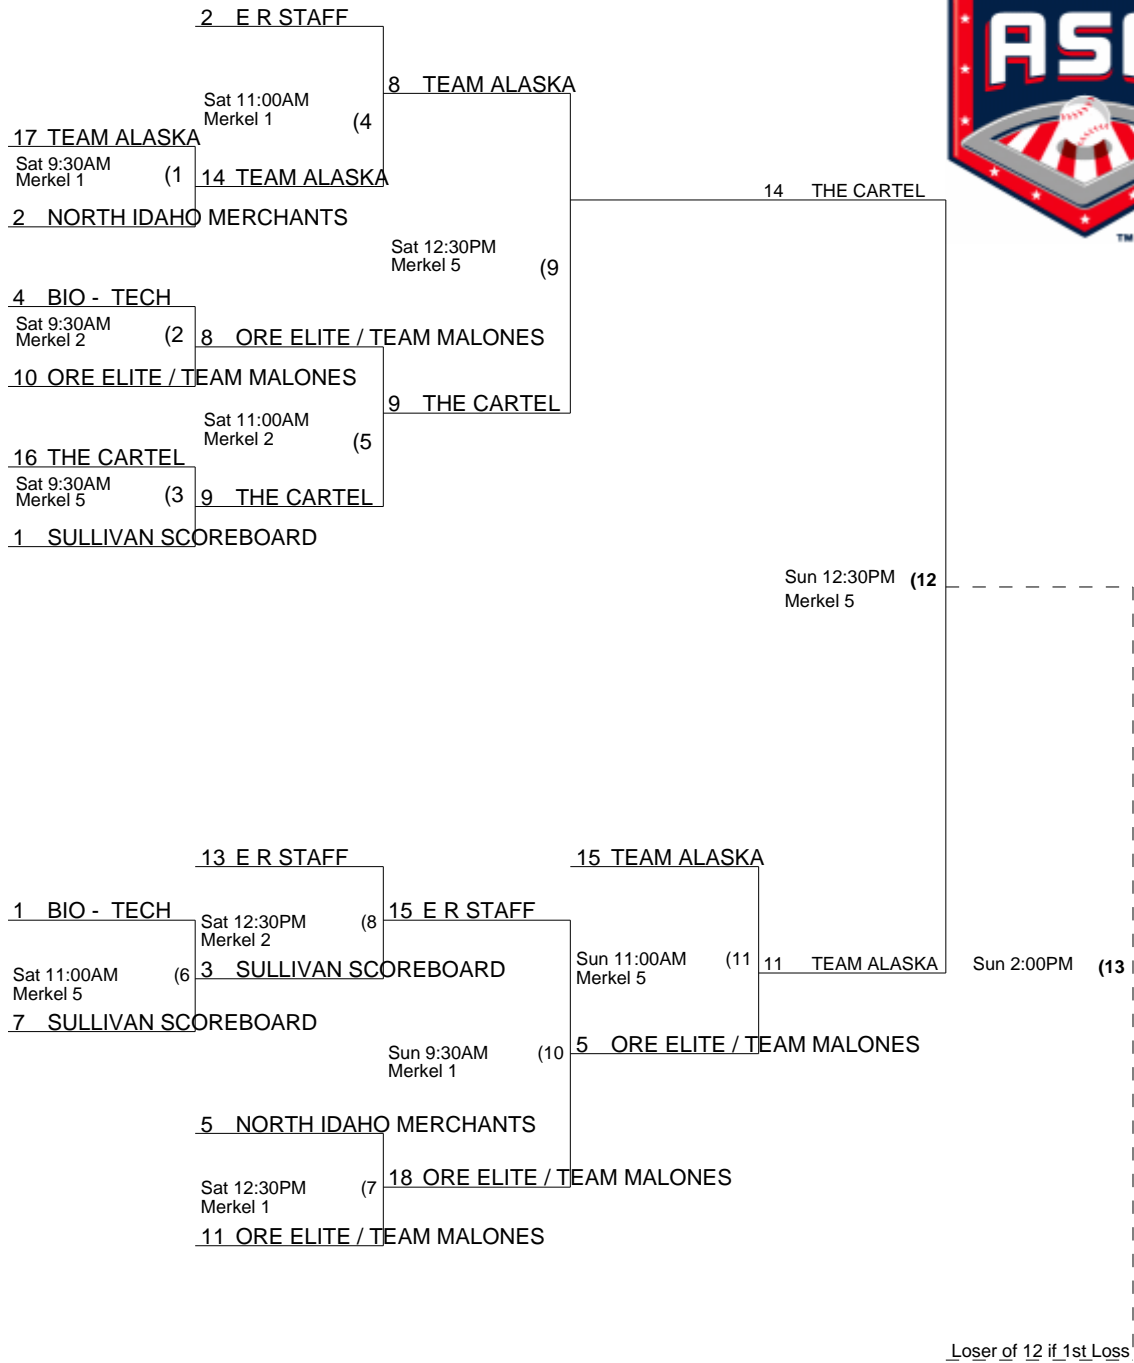 2 E R STAFF
8 TEAM ALASKA
Sat 11:00AM
Merkel 1 (4
17 TEAM ALASKA
Sat 9:30AM
Merkel 1 (1
14 TEAM ALASKA
2 NORTH IDAHO MERCHANTS
14 THE CARTEL
TM
Sat 12:30PM
Merkel 5 (9
4 BIO - TECH
Sat 9:30AM
Merkel 2 (2
8 ORE ELITE / TEAM MALONES
10 ORE ELITE / TEAM MALONES
9 THE CARTEL
Sat 11:00AM
Merkel 2 (5
16 THE CARTEL
Sat 9:30AM
Merkel 5 (3
9 THE CARTEL
1 SULLIVAN SCOREBOARD
Sun 12:30PM (12
Merkel 5
13 E R STAFF
15 TEAM ALASKA
1 BIO - TECH
Sat 12:30PM (8
Merkel 2
15 E R STAFF
Sat 11:00AM (6
Merkel 5
3 SULLIVAN SCOREBOARD
Sun 11:00AM (11
Merkel 5
11 TEAM ALASKA
Sun 2:00PM (13
7 SULLIVAN SCOREBOARD
Sun 9:30AM (10
Merkel 1
5 ORE ELITE / TEAM MALONES
5 NORTH IDAHO MERCHANTS
Sat 12:30PM (7
Merkel 1
18 ORE ELITE / TEAM MALONES
11 ORE ELITE / TEAM MALONES
Loser of 12 if 1st Loss